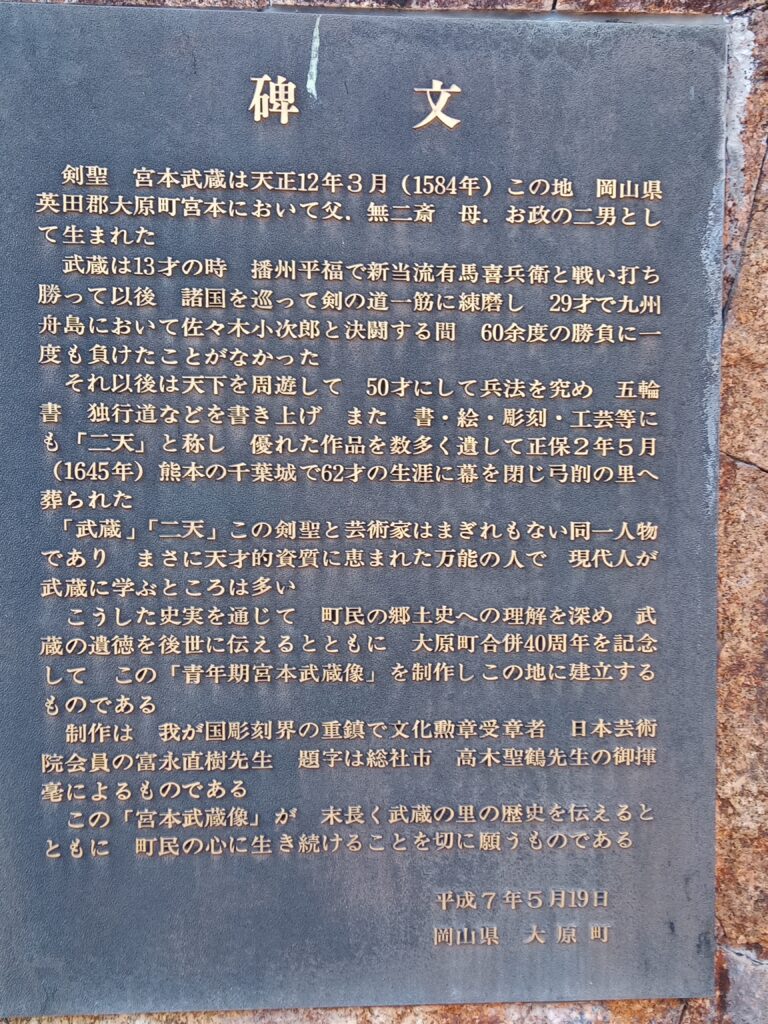 碑　文
剣聖　宮本武蔵は天正12年３月（1584年）この地　岡山県
英田郡大原町宮本において父．無二斎　母．お政の二男とし
て生まれた
武蔵は13才の時　播州平福で新当流有馬喜兵衛と戦い打ち
勝って以後　諸国を巡って剣の道一筋に練磨し　29才で九州
舟島において佐々木小次郎と決闘する間　60余度の勝負に一
度も負けたことがなかった
それ以後は天下を周遊して　50才にして兵法を究め　五輪
書　独行道などを書き上げ　また　書・絵・彫刻・工芸等に
も「二天」と称し　優れた作品を数多く遺して正保２年５月
（1645年）熊本の千葉城で62才の生涯に幕を閉じ弓削の里へ
葬られた
「武蔵」「二天」この剣聖と芸術家はまぎれもない同一人物
であり　まさに天才的資質に恵まれた万能の人で　現代人が
武蔵に学ぶところは多い
こうした史実を通じて　町民の郷土史への理解を深め　武
蔵の遺徳を後世に伝えるとともに　大原町合併40周年を記念
して　この「青年期宮本武蔵像」を制作しこの地に建立する
ものである
制作は　我が国彫刻界の重鎮で文化勲章受章者　日本芸術
院会員の富永直樹先生　題字は総社市　高木聖鶴先生の御揮
毫によるものである
この「宮本武蔵像」が　末長く武蔵の里の歴史を伝えると
ともに　町民の心に生き続けることを切に願うものである
平成７年５月19日
岡山県　大原町